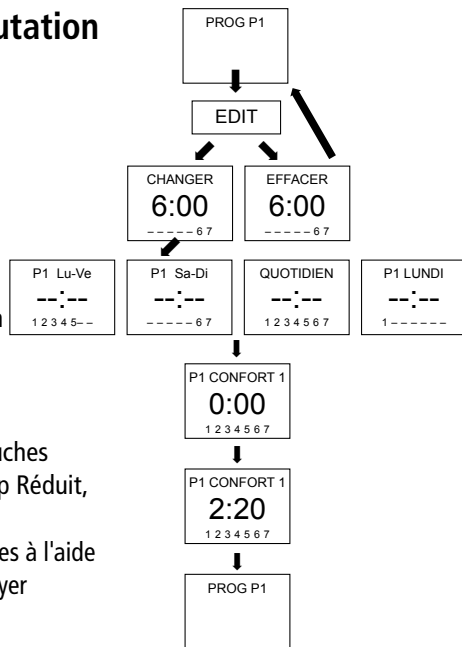 utation
PROG P1
EDIT
CHANGER
6:00
– – – – – 6 7
EFFACER
6:00
– – – – – 6 7
P1 Lu-Ve
--:--
1 2 3 4 5– –
P1 Sa-Di
--:--
– – – – – 6 7
QUOTIDIEN
--:--
1 2 3 4 5 6 7
P1 LUNDI
--:--
1 – – – – – –
P1 CONFORT 1
0:00
1 2 3 4 5 6 7
uches
p Réduit,
P1 CONFORT 1
2:20
1 2 3 4 5 6 7
es à l'aide
yer
PROG P1